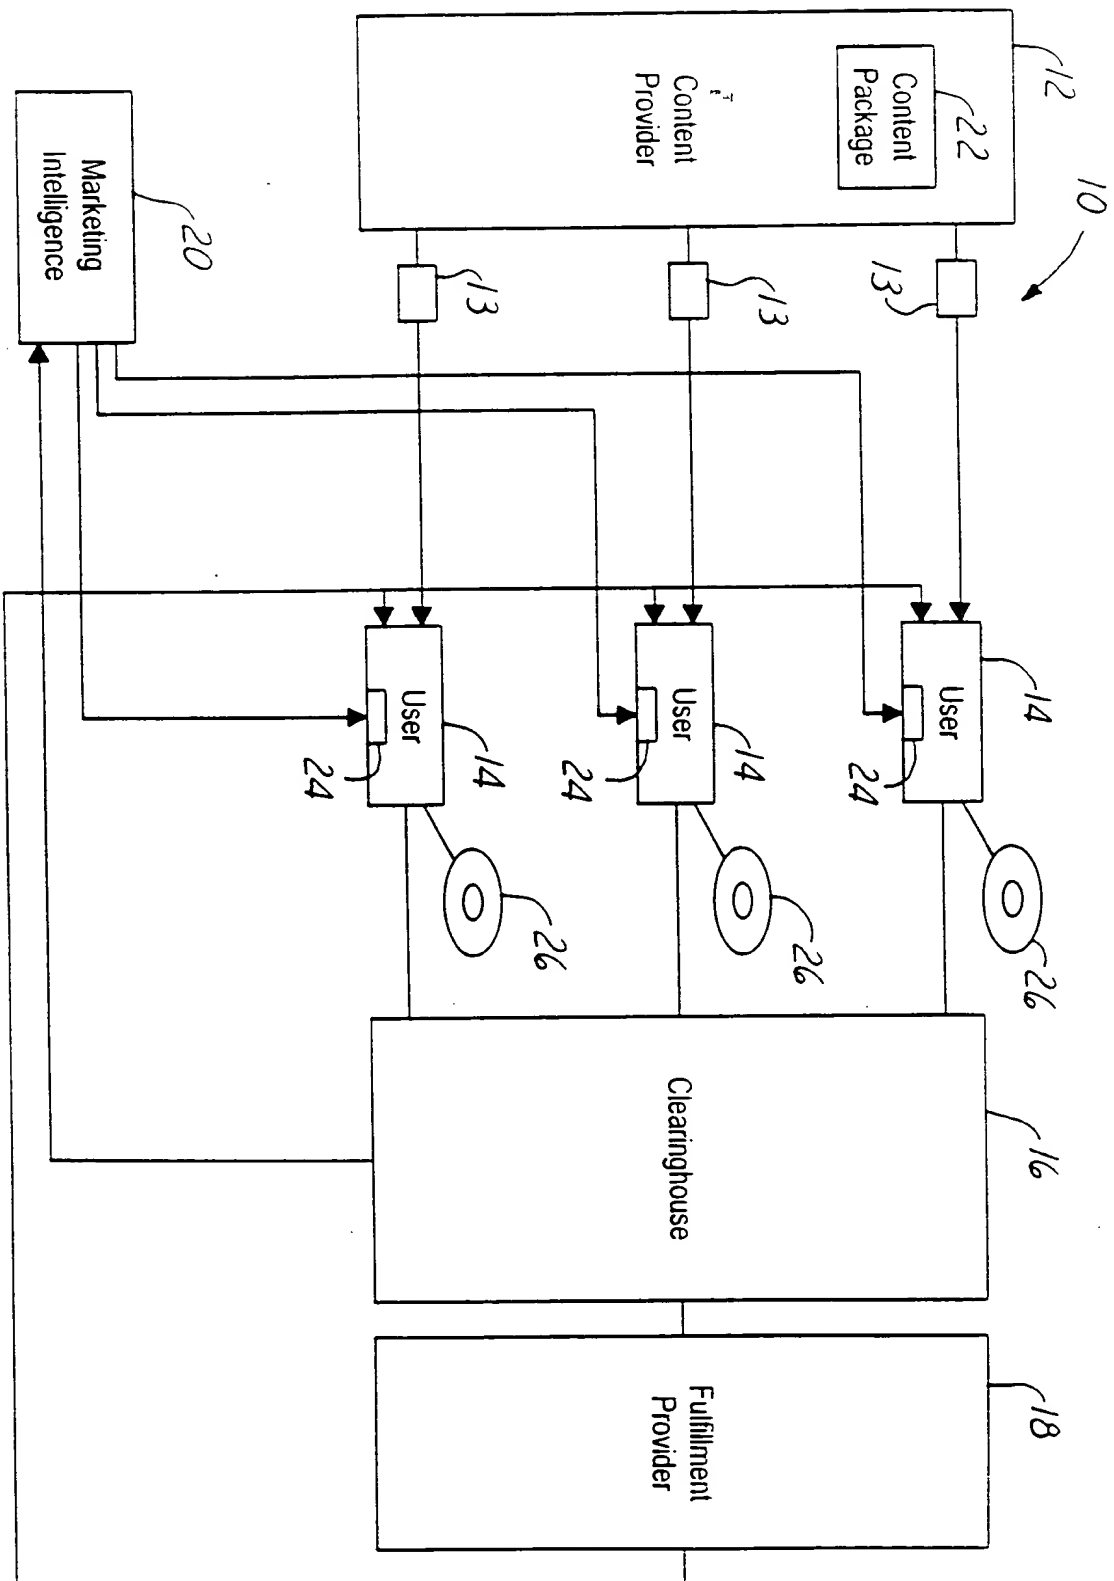 10
12
22
Content
Package
Content
Provider
13
13
13
20
Marketing
Intelligence
14
User
24
26
14
User
24
26
14
User
24
26
16
Clearinghouse
18
Fulfillment
Provider